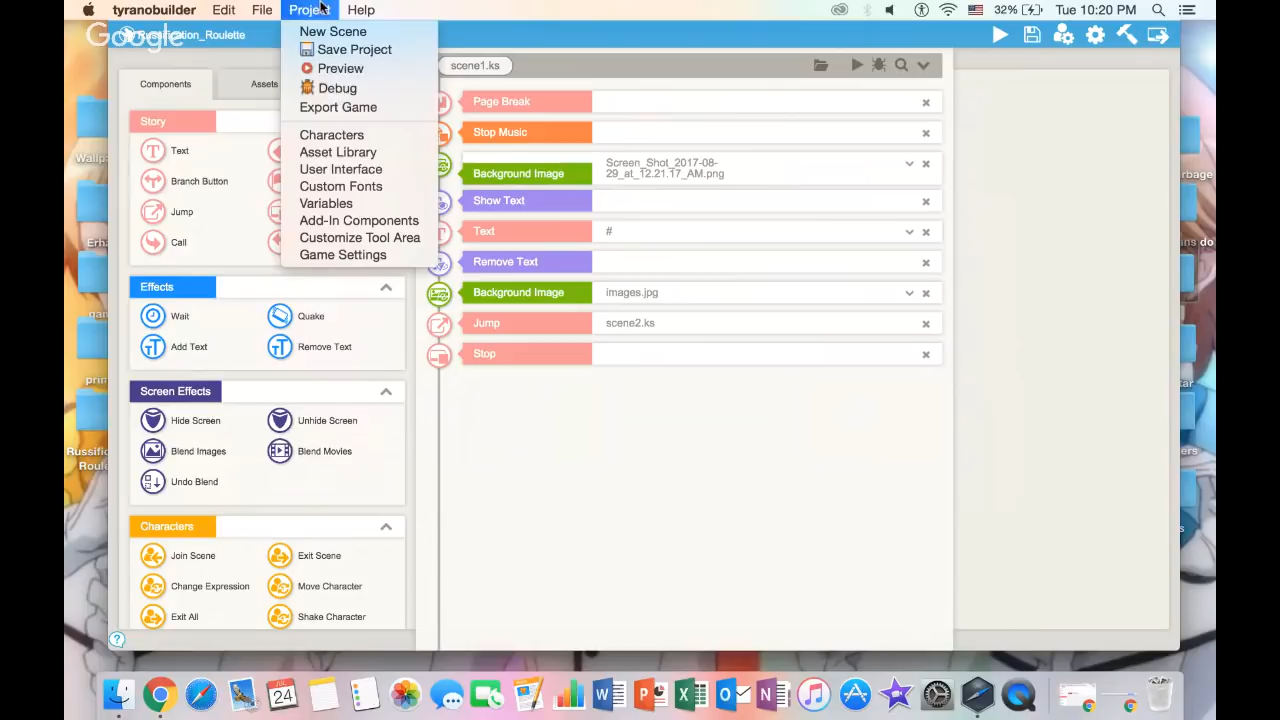 tyranobuilder Edit File Project Help 32% Tue 10:20 PM
Google
Russification_Roulette
New Scene
Save Project
Preview
Debug
Export Game
Characters
Asset Library
User Interface
Custom Fonts
Variables
Add-In Components
Customize Tool Area
Game Settings
Components Assets
Story
Text
Branch Button
Jump
Call
Effects
Wait Quake
Add Text Remove Text
Screen Effects
Hide Screen Unhide Screen
Blend Images Blend Movies
Undo Blend
Characters
Join Scene Exit Scene
Change Expression Move Character
Exit All Shake Character
scene1.ks
Page Break
Stop Music
Background Image Screen_Shot_2017-08-
29_at_12.21.17_AM.png
Show Text
Text #
Remove Text
Background Image images.jpg
Jump scene2.ks
Stop
JUL
24